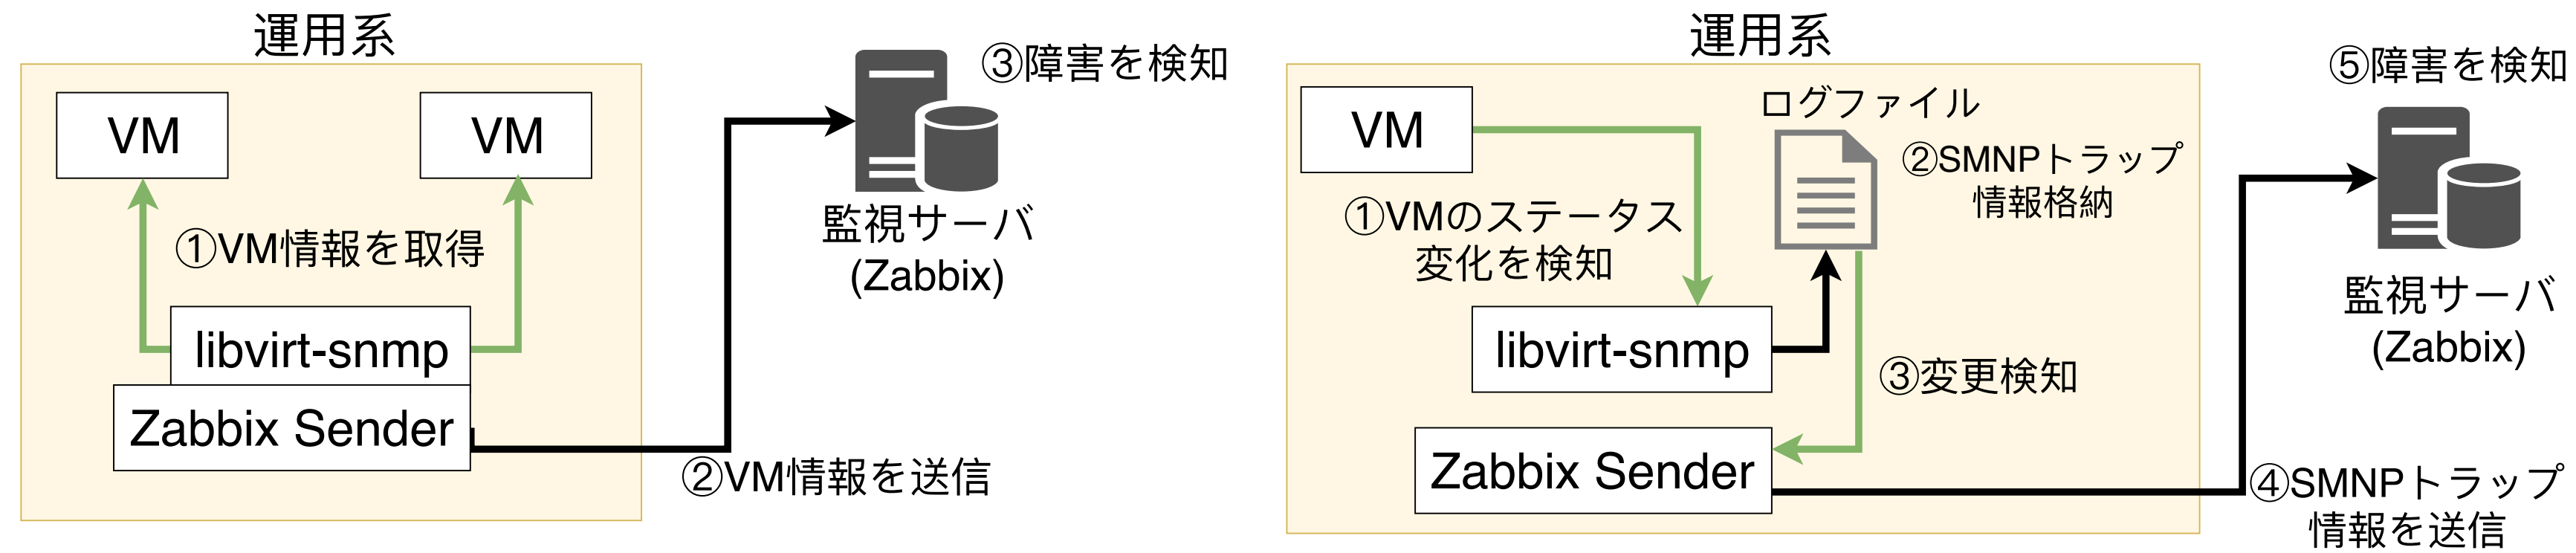 運用系
VM
VM
①VM情報を取得
libvirt-snmp
Zabbix Sender
②VM情報を送信
③障害を検知
監視サーバ
(Zabbix)
運用系
VM
ログファイル
②SMNPトラップ
情報格納
①VMのステータス
変化を検知
libvirt-snmp
③変更検知
Zabbix Sender
④SMNPトラップ
情報を送信
⑤障害を検知
監視サーバ
(Zabbix)